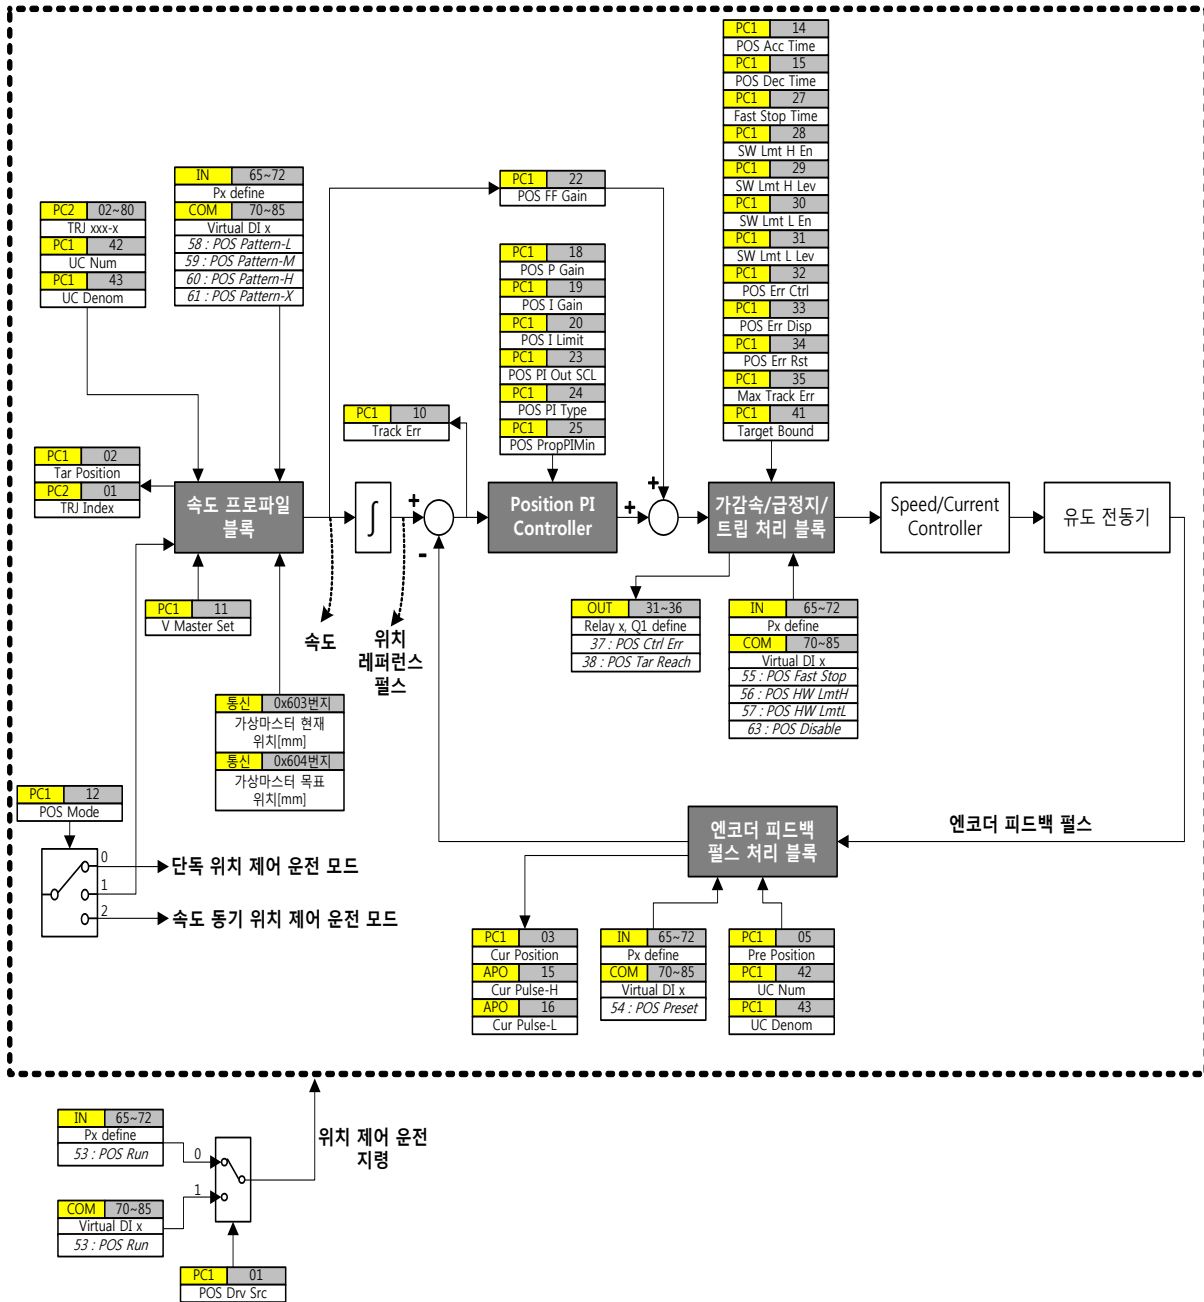 PC1 14
POS Acc Time
PC1 15
POS Dec Time
PC1 27
Fast Stop Time
PC1 28
SW Lmt H En
PC1 29
SW Lmt H Lev
PC1 30
SW Lmt L En
PC1 31
SW Lmt L Lev
PC1 32
POS Err Ctrl
PC1 33
POS Err Disp
PC1 34
POS Err Rst
PC1 35
Max Track Err
PC1 41
Target Bound
IN 65~72
Px define
COM 70~85
Virtual DI x
58 : POS Pattern-L
59 : POS Pattern-M
60 : POS Pattern-H
61 : POS Pattern-X
PC2 02~80
TRJ xxx-x
PC1 42
UC Num
PC1 43
UC Denom
PC1 22
POS FF Gain
PC1 18
POS P Gain
PC1 19
POS I Gain
PC1 20
POS I Limit
PC1 23
POS PI Out SCL
PC1 24
POS PI Type
PC1 25
POS PropPIMin
PC1 10
Track Err
PC1 02
Tar Position
PC2 01
TRJ Index
속도 프로파일
블록
∫
+
-
Position PI
Controller
+
+
가감속/급정지/
트립 처리 블록
Speed/Current
Controller
유도 전동기
PC1 11
V Master Set
속도
위치
레퍼런스
펄스
OUT 31~36
Relay x, Q1 define
37 : POS Ctrl Err
38 : POS Tar Reach
IN 65~72
Px define
COM 70~85
Virtual DI x
55 : POS Fast Stop
56 : POS HW LmtH
57 : POS HW LmtL
63 : POS Disable
통신 0x603번지
가상마스터 현재
위치[mm]
통신 0x604번지
가상마스터 목표
위치[mm]
PC1 12
POS Mode
0
단독 위치 제어 운전 모드
1
2
속도 동기 위치 제어 운전 모드
엔코더 피드백
펄스 처리 블록
엔코더 피드백 펄스
PC1 03
Cur Position
APO 15
Cur Pulse-H
APO 16
Cur Pulse-L
IN 65~72
Px define
COM 70~85
Virtual DI x
54 : POS Preset
PC1 05
Pre Position
PC1 42
UC Num
PC1 43
UC Denom
IN 65~72
Px define
53 : POS Run
0
위치 제어 운전
지령
COM 70~85
Virtual DI x
53 : POS Run
1
PC1 01
POS Drv Src